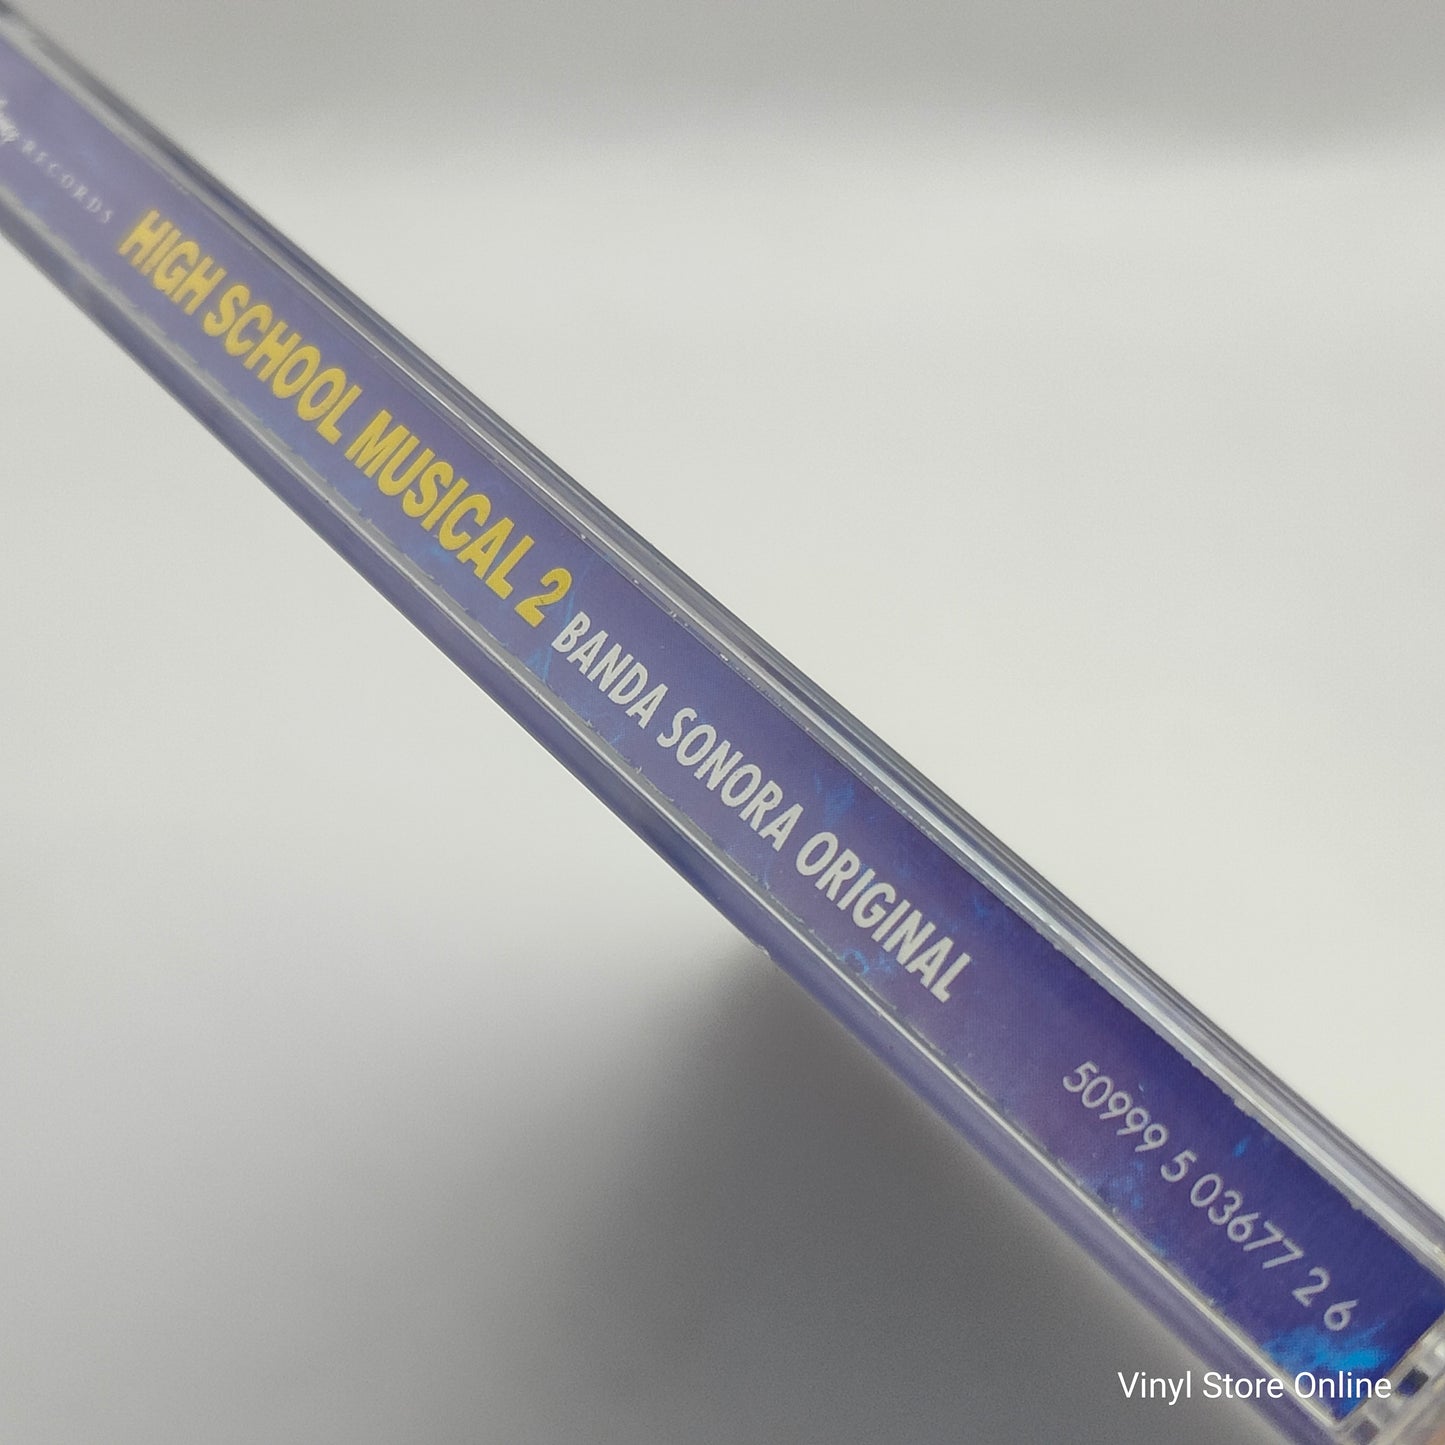 RECORDS
HIGH SCHOOL MUSICAL 2 BANDA SONORA ORIGINAL
50999 5 03677 2 6
Vinyl Store Online